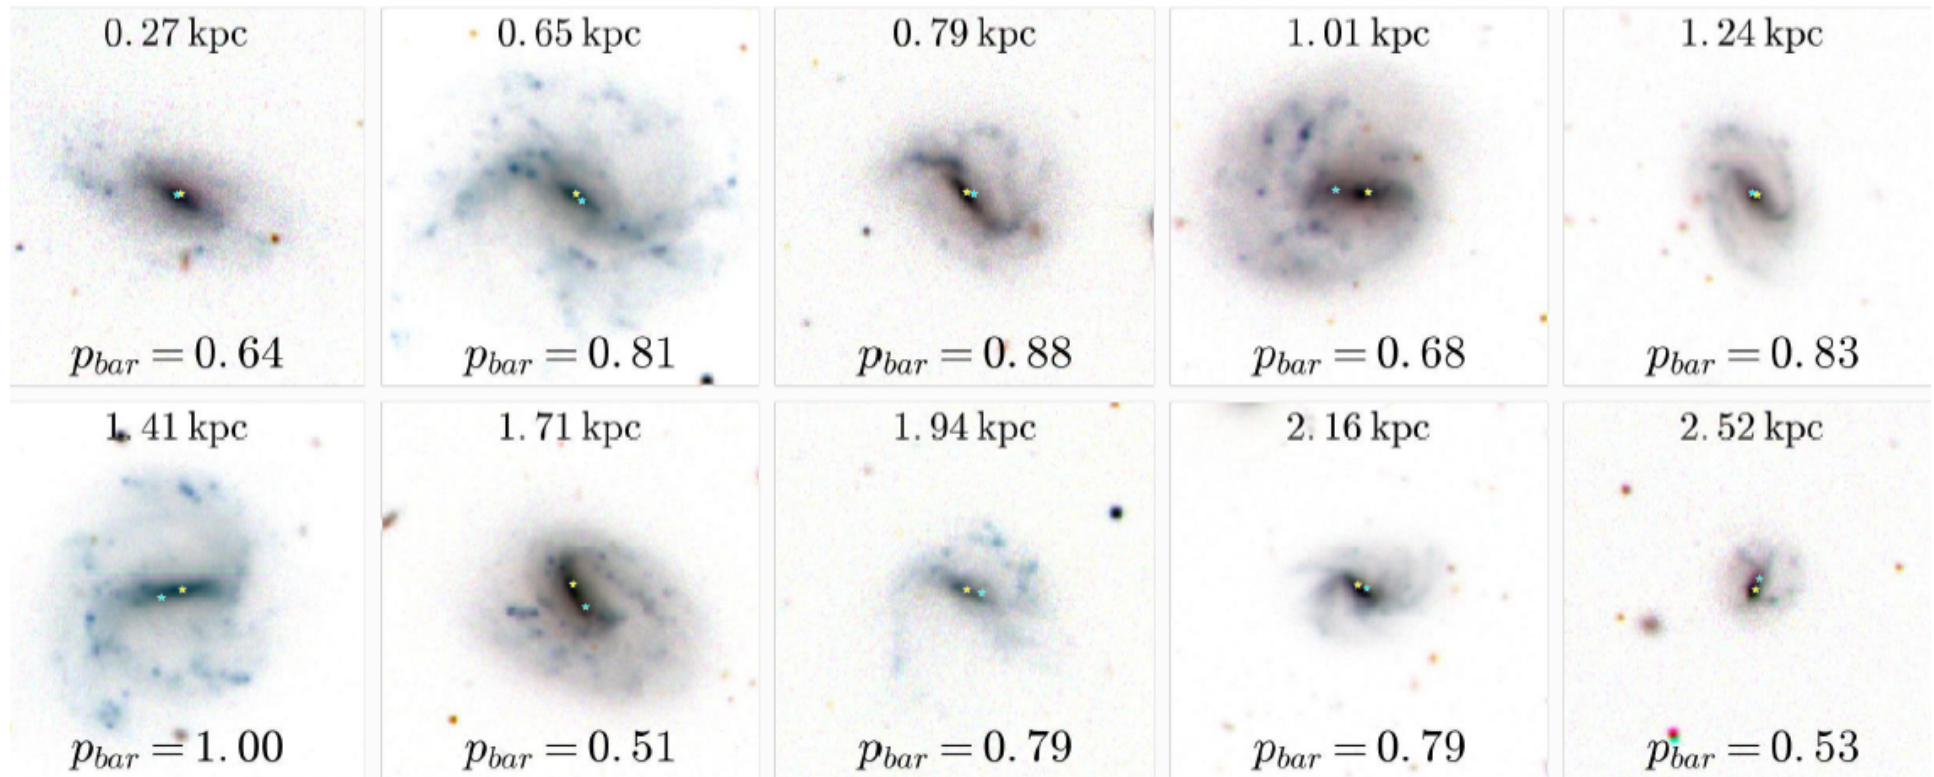 0.27 kpc
0.65 kpc
0.79 kpc
1.01 kpc
1.24 kpc
p_bar = 0.64
p_bar = 0.81
p_bar = 0.88
p_bar = 0.68
p_bar = 0.83
1.41 kpc
1.71 kpc
1.94 kpc
2.16 kpc
2.52 kpc
p_bar = 1.00
p_bar = 0.51
p_bar = 0.79
p_bar = 0.79
p_bar = 0.53